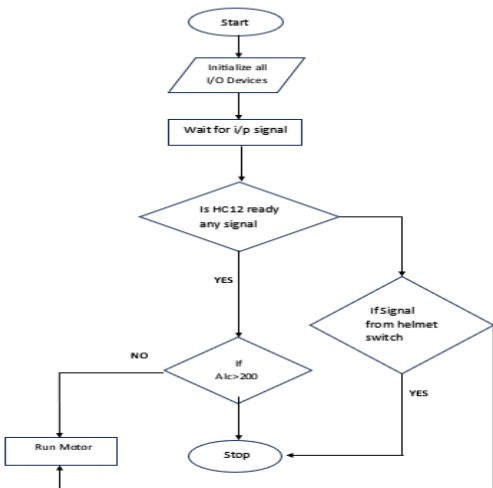 Start
Initialize all
I/O Devices
Wait for i/p signal
Is HC12 ready
any signal
YES
If Signal
from helmet
switch
NO
If
Alc>200
YES
Run Motor
Stop